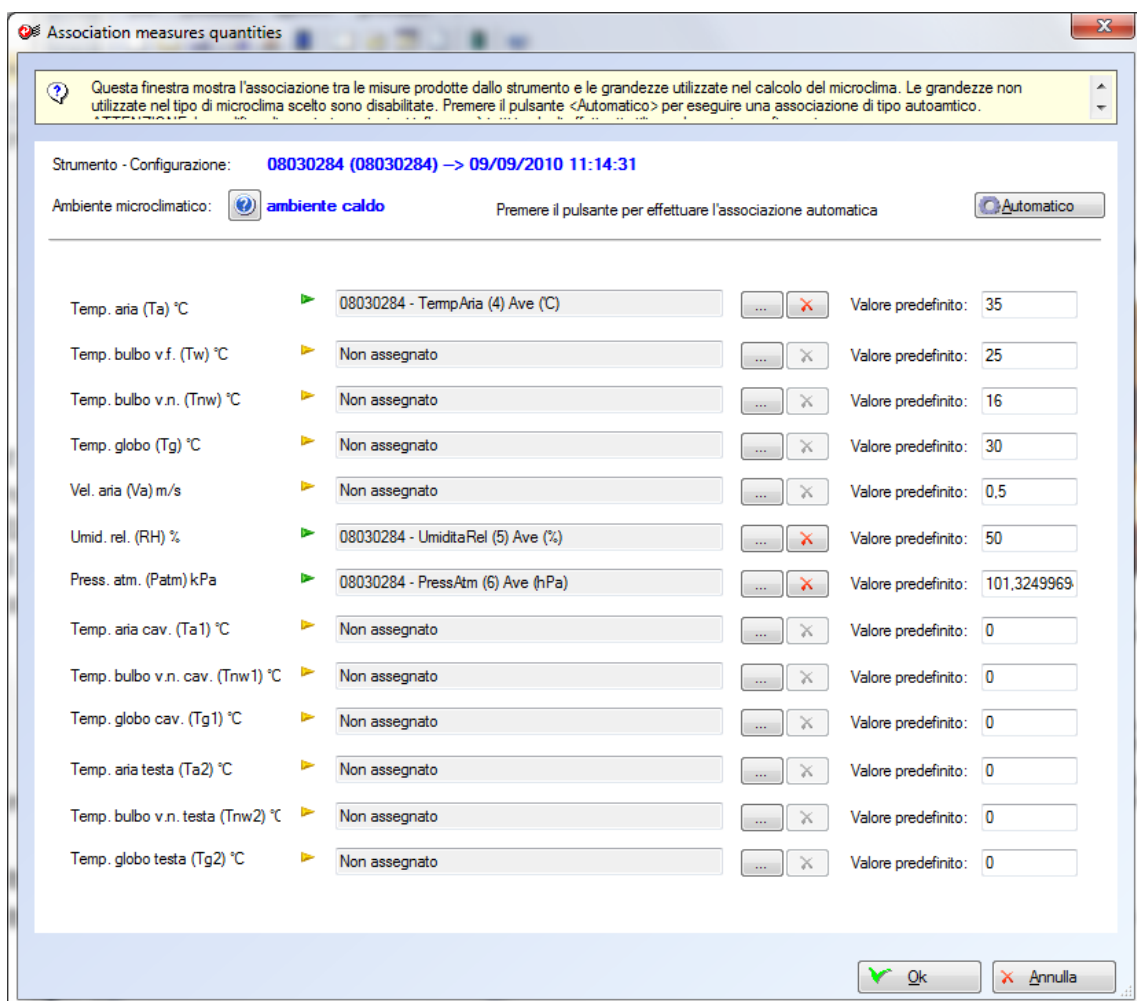 Association measures quantities
Questa finestra mostra l'associazione tra le misure prodotte dallo strumento e le grandezze utilizzate nel calcolo del microclima. Le grandezze non
utilizzate nel tipo di microclima scelto sono disabilitate. Premere il pulsante <Automatico> per eseguire una associazione di tipo autoamtico.
Strumento - Configurazione: 08030284 (08030284) --> 09/09/2010 11:14:31
Ambiente microclimatico: ambiente caldo Premere il pulsante per effettuare l'associazione automatica Automatico
Temp. aria (Ta) °C 08030284 - TermpAria (4) Ave (°C) ... Valore predefinito: 35
Temp. bulbo v.f. (Tw) °C Non assegnato ... Valore predefinito: 25
Temp. bulbo v.n. (Tnw) °C Non assegnato ... Valore predefinito: 16
Temp. globo (Tg) °C Non assegnato ... Valore predefinito: 30
Vel. aria (Va) m/s Non assegnato ... Valore predefinito: 0,5
Umid. rel. (RH) % 08030284 - UmiditaRel (5) Ave (%) ... Valore predefinito: 50
Press. atm. (Patm) kPa 08030284 - PressAtm (6) Ave (hPa) ... Valore predefinito: 101,3249969
Temp. aria cav. (Ta1) °C Non assegnato ... Valore predefinito: 0
Temp. bulbo v.n. cav. (Tnw1) °C Non assegnato ... Valore predefinito: 0
Temp. globo cav. (Tg1) °C Non assegnato ... Valore predefinito: 0
Temp. aria testa (Ta2) °C Non assegnato ... Valore predefinito: 0
Temp. bulbo v.n. testa (Tnw2) °C Non assegnato ... Valore predefinito: 0
Temp. globo testa (Tg2) °C Non assegnato ... Valore predefinito: 0
Ok Annulla